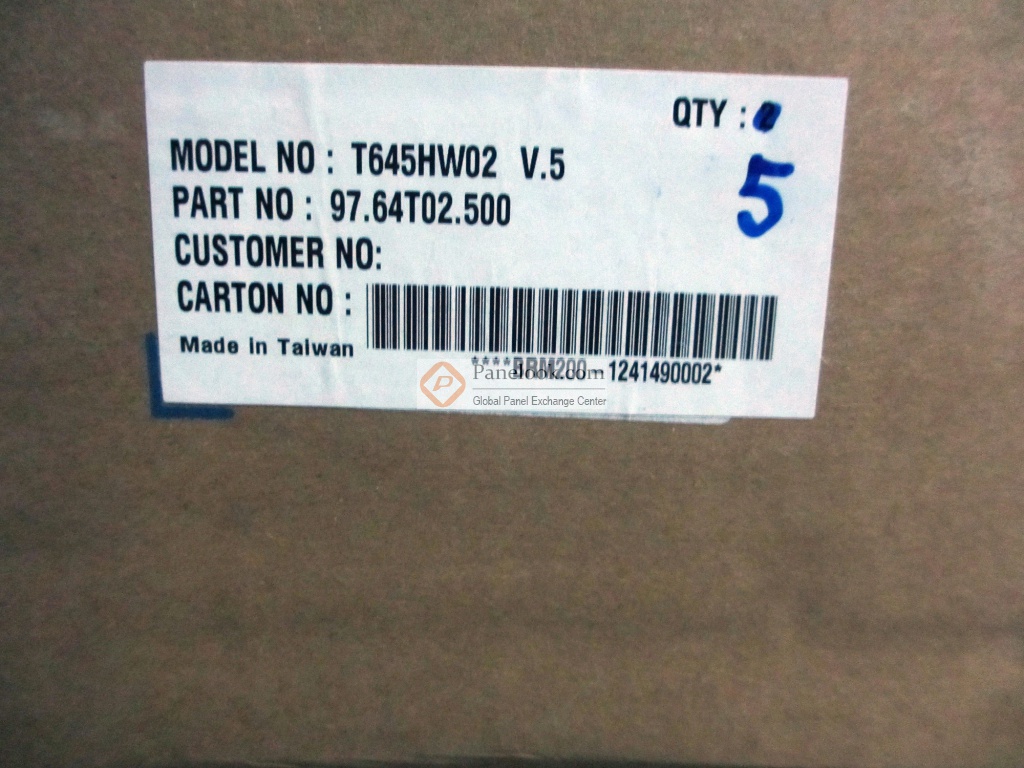 QTY :
5
MODEL NO : T645HW02 V.5
PART NO : 97.64T02.500
CUSTOMER NO:
CARTON NO :
Made in Taiwan
1241490002*
Panelook.com
Global Panel Exchange Center